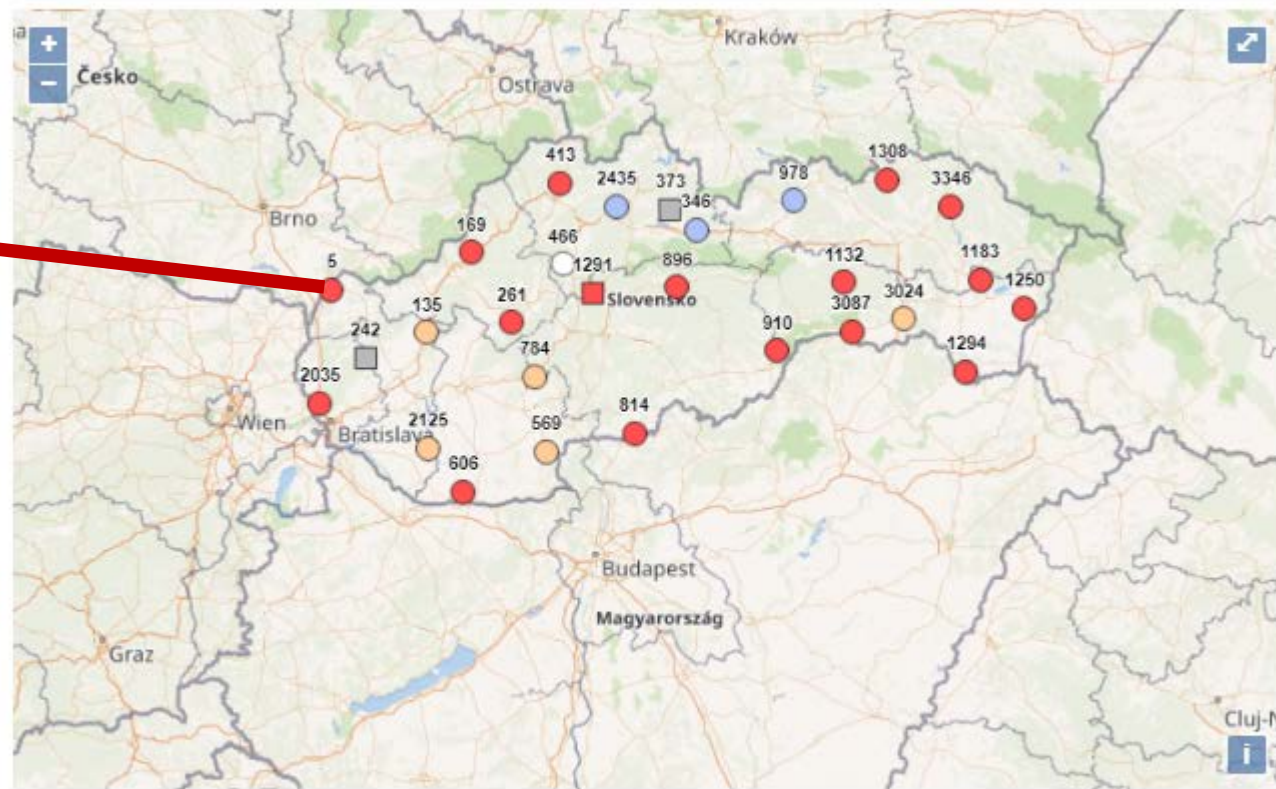 +
Kraków
−
Česko
Ostrava
413
2435
373
978
1308
3346
346
Brno
169
466
5
1291
896
1132
1183
1250
Slovensko
135
261
3087
3024
242
784
910
1294
2035
Wien
Bratislava
2125
569
814
606
Budapest
Magyarország
Graz
Cluj-N
i